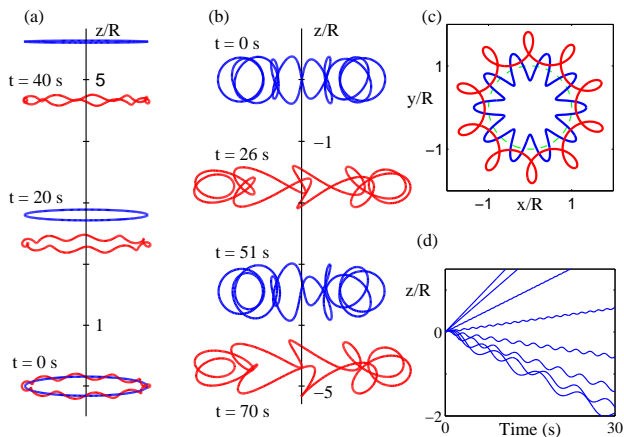 (a)
z/R
t = 40 s
5
t = 20 s
1
t = 0 s
(b)
z/R
t = 0 s
−1
t = 26 s
t = 51 s
−5
t = 70 s
(c)
1
y/R
−1
−1
x/R
1
(d)
z/R
0
−2
0
Time (s)
30